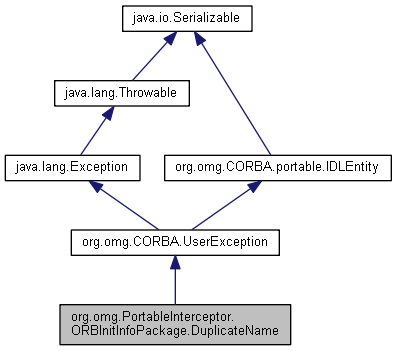 java.io.Serializable
java.lang.Throwable
java.lang.Exception
org.omg.CORBA.portable.IDLEntity
org.omg.CORBA.UserException
org.omg.PortableInterceptor.
ORBInitInfoPackage.DuplicateName